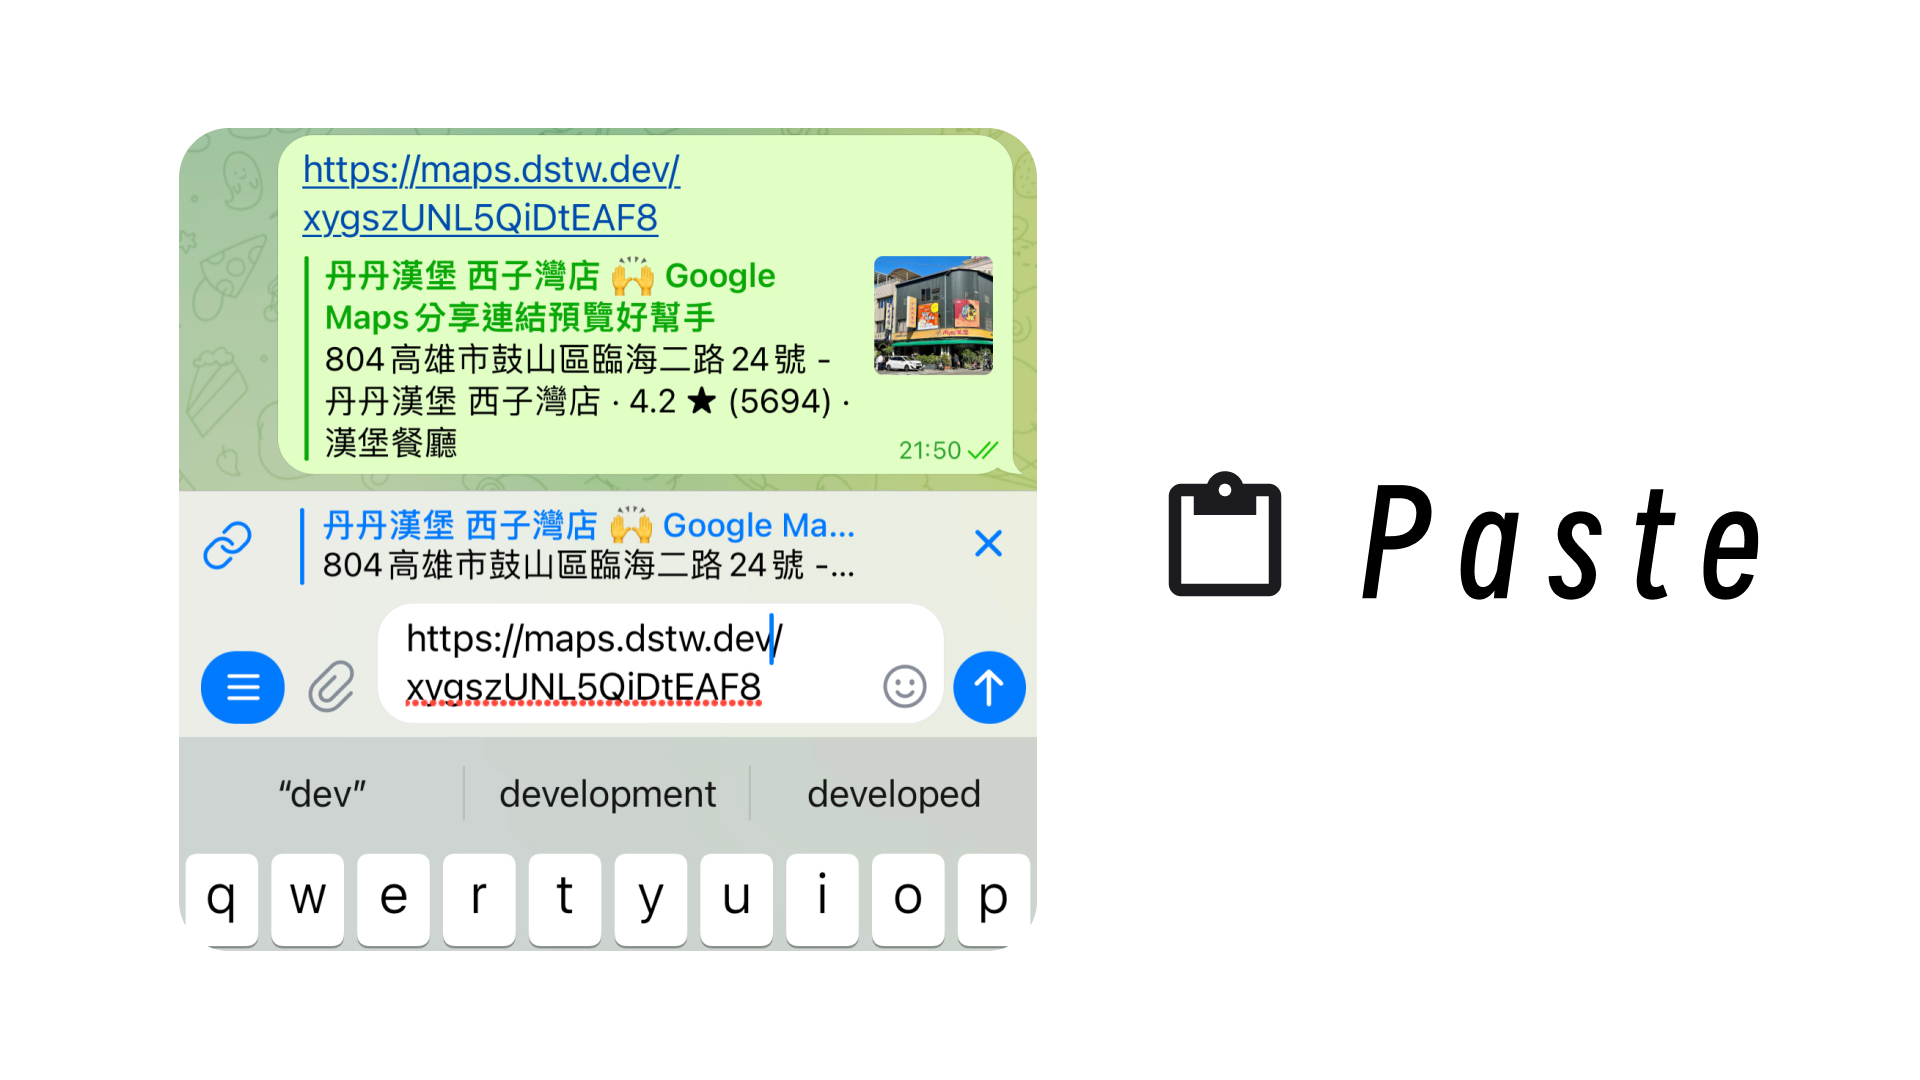 https://maps.dstw.dev/
xygszUNL5QiDtEAF8
丹丹漢堡 西子灣店 🙌 Google
Maps分享連結預覽好幫手
804高雄市鼓山區臨海二路24號 -
丹丹漢堡 西子灣店 · 4.2 ★ (5694) ·
漢堡餐廳
21:50
丹丹漢堡 西子灣店 🙌 Google Ma...
804高雄市鼓山區臨海二路24號 -...
https://maps.dstw.dev/
xygszUNL5QiDtEAF8
“dev” development developed
q w e r t y u i o p
Paste